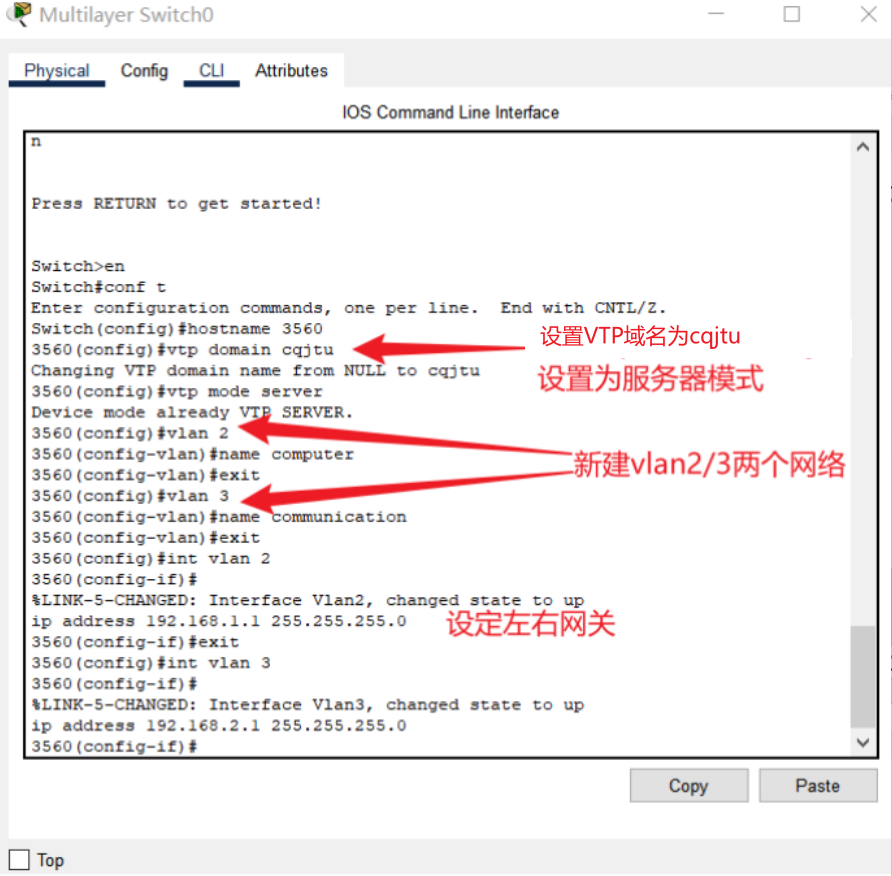 Multilayer Switch0
Physical Config CLI Attributes
IOS Command Line Interface
n
Press RETURN to get started!
Switch>en
Switch#conf t
Enter configuration commands, one per line.  End with CNTL/Z.
Switch(config)#hostname 3560
3560(config)#vtp domain cqjtu
设置VTP域名为cqjtu
Changing VTP domain name from NULL to cqjtu
设置为服务器模式
3560(config)#vtp mode server
Device mode already VTP SERVER.
3560(config)#vlan 2
3560(config-vlan)#name computer
新建vlan2/3两个网络
3560(config-vlan)#exit
3560(config)#vlan 3
3560(config-vlan)#name communication
3560(config-vlan)#exit
3560(config)#int vlan 2
3560(config-if)#
%LINK-5-CHANGED: Interface Vlan2, changed state to up
ip address 192.168.1.1 255.255.255.0
设定左右网关
3560(config-if)#exit
3560(config)#int vlan 3
3560(config-if)#
%LINK-5-CHANGED: Interface Vlan3, changed state to up
ip address 192.168.2.1 255.255.255.0
3560(config-if)#
Copy Paste
Top